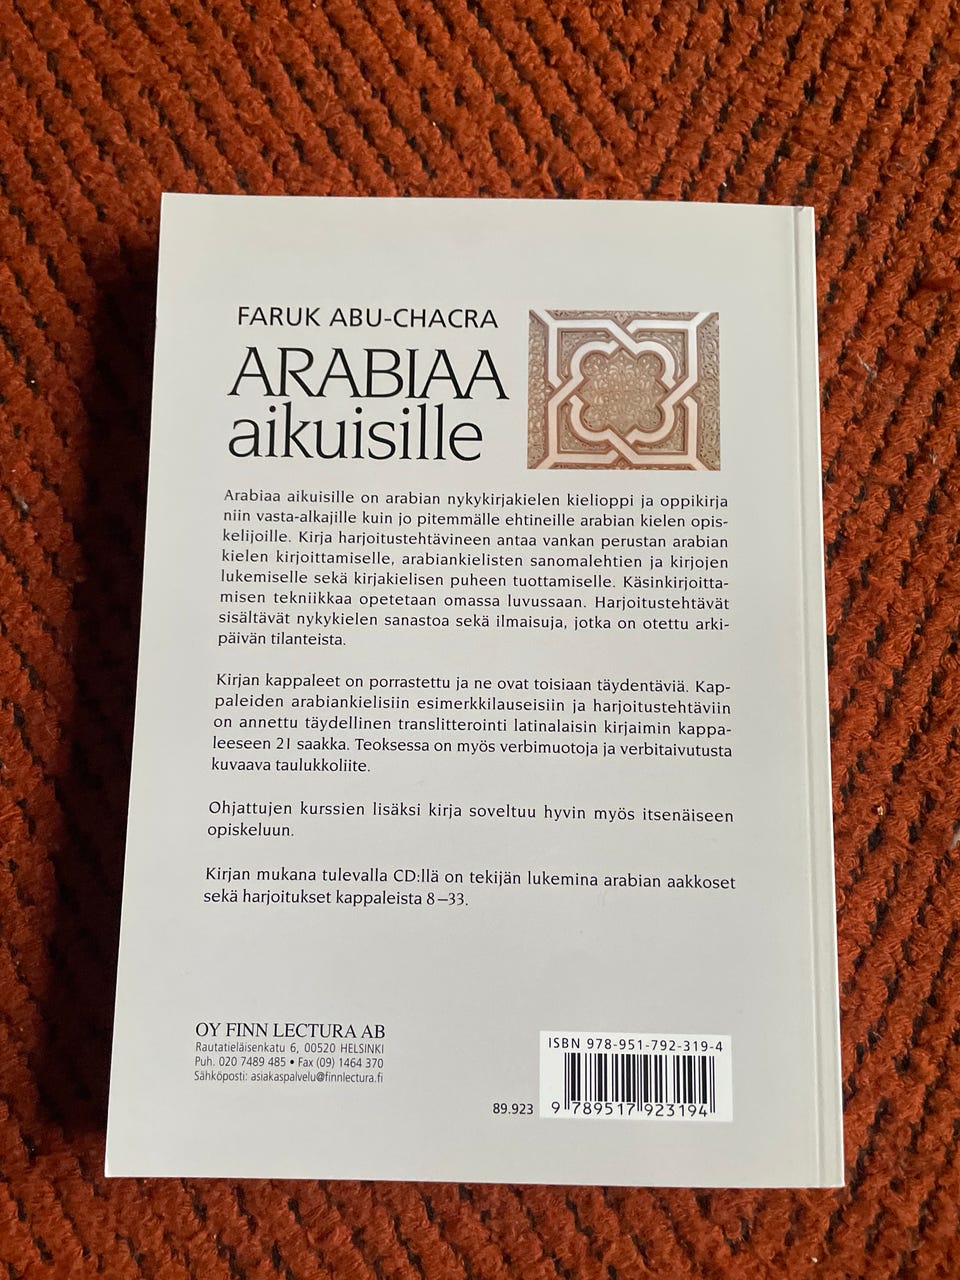 FARUK ABU-CHACRA
ARABIAA
aikuisille
Arabiaa aikuisille on arabian nykykirjakielen kielioppi ja oppikirja
niin vasta-alkajille kuin jo pitemmälle ehtineille arabian kielen opis-
kelijoille. Kirja harjoitustehtävineen antaa vankan perustan arabian
kielen kirjoittamiselle, arabiankielisten sanomalehtien ja kirjojen
lukemiselle sekä kirjakielisen puheen tuottamiselle. Käsinkirjoitta-
misen tekniikkaa opetetaan omassa luvussaan. Harjoitustehtävät
sisältävät nykykielen sanastoa sekä ilmaisuja, jotka on otettu arki-
päivän tilanteista.
Kirjan kappaleet on porrastettu ja ne ovat toisiaan täydentäviä. Kap-
paleiden arabiankielisiin esimerkkilauseisiin ja harjoitustehtäviin
on annettu täydellinen translitterointi latinalaisin kirjaimin kappa-
leeseen 21 saakka. Teoksessa on myös verbimuotoja ja verbitaivutusta
kuvaava taulukkoliite.
Ohjattujen kurssien lisäksi kirja soveltuu hyvin myös itsenäiseen
opiskeluun.
Kirjan mukana tulevalla CD:llä on tekijän lukemina arabian aakkoset
sekä harjoitukset kappaleista 8–33.
OY FINN LECTURA AB
Rautatieläisenkatu 6, 00520 HELSINKI
Puh. 020 7489 485 • Fax (09) 1464 370
Sähköposti: asiakaspalvelu@finnlectura.fi
89.923
ISBN 978-951-792-319-4
9 789517 923194